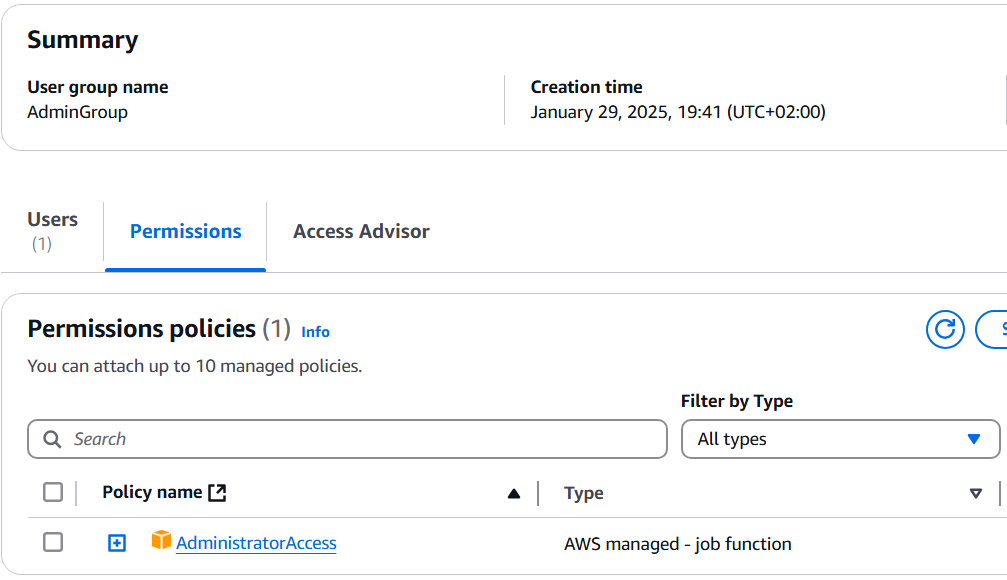 Summary
User group name
AdminGroup
Creation time
January 29, 2025, 19:41 (UTC+02:00)
Users
(1)
Permissions
Access Advisor
Permissions policies (1) Info
You can attach up to 10 managed policies.
Filter by Type
Search
All types
Policy name
Type
AdministratorAccess
AWS managed - job function